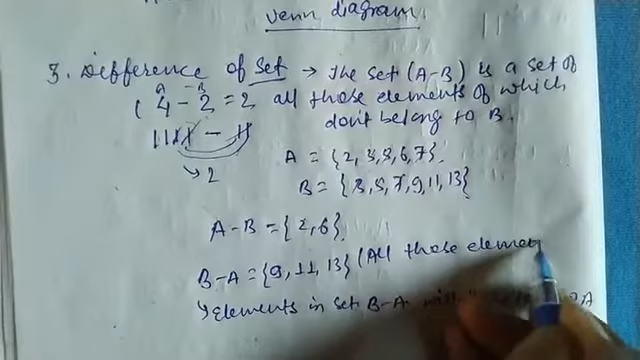 Venn diagram.
3. Difference of Set → The Set (A-B) is a set of
all those elements of which
don't belong to B.
A -B
( 4 - 2 = 2
→ 2
A = {2, 3, 5, 6, 7}.
B = {3, 5, 7, 9, 11, 13}
A-B = {2, 6}.
B-A = {9, 11, 13} (All those elemen
Elements in set B-A